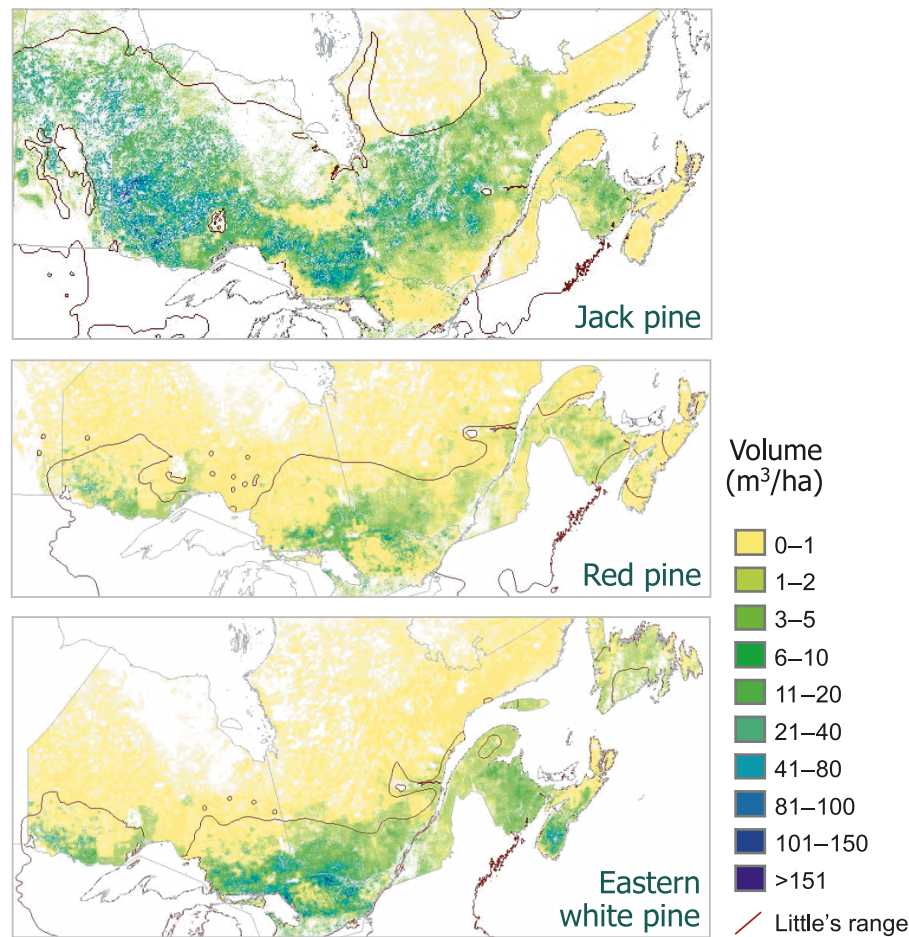 Jack pine
Red pine
Eastern
white pine
Volume
(m³/ha)
0–1
1–2
3–5
6–10
11–20
21–40
41–80
81–100
101–150
>151
Little's range